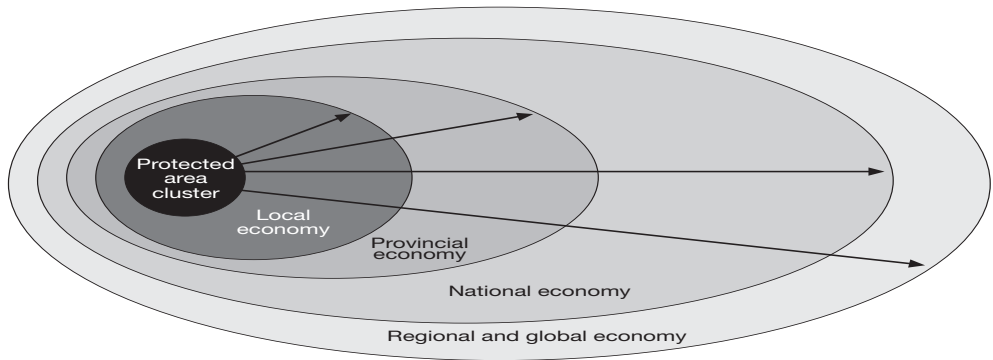 Protected
area
cluster
Local
economy
Provincial
economy
National economy
Regional and global economy